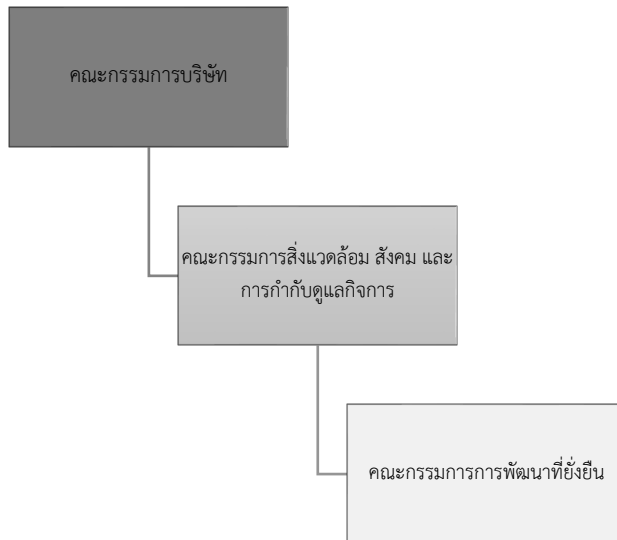 คณะกรรมการบริษัท
คณะกรรมการสิ่งแวดล้อม สังคม และ
การกำกับดูแลกิจการ
คณะกรรมการการพัฒนาที่ยั่งยืน